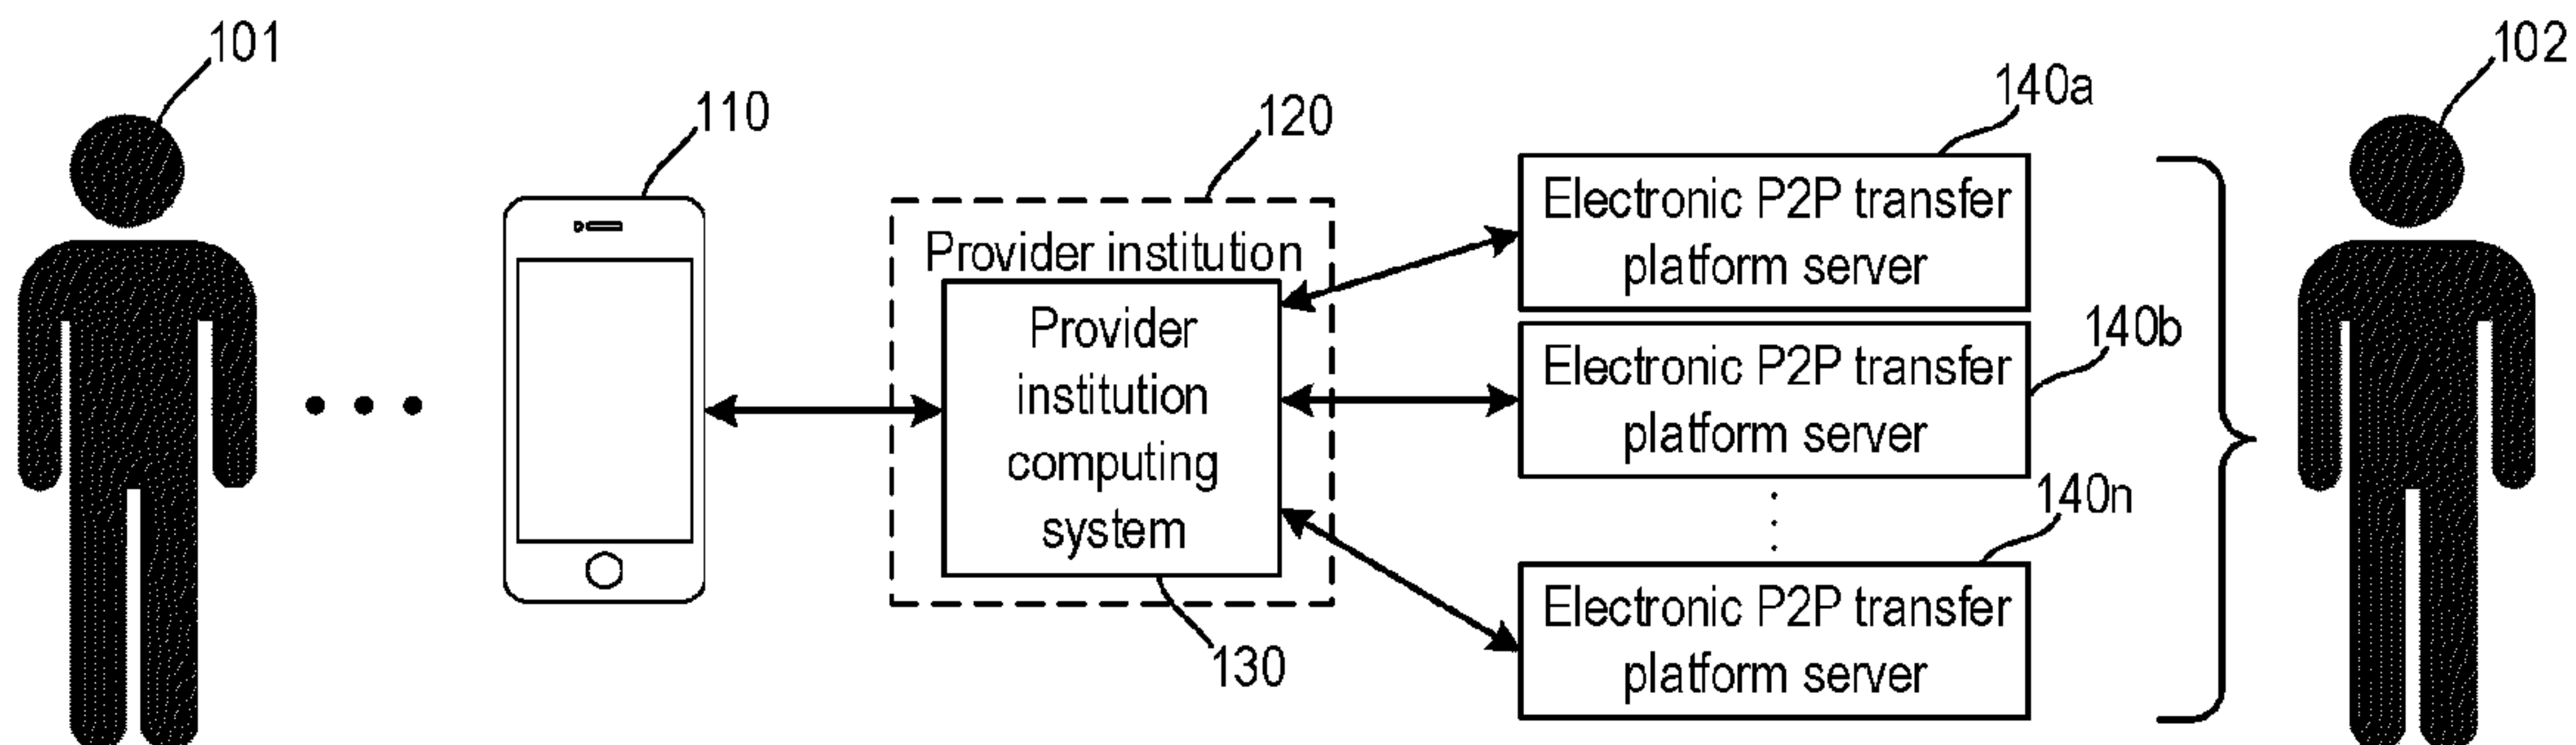 101
110
120
140a
102
Provider institution
Provider
institution
computing
system
130
Electronic P2P transfer
platform server
140b
Electronic P2P transfer
platform server
140n
Electronic P2P transfer
platform server